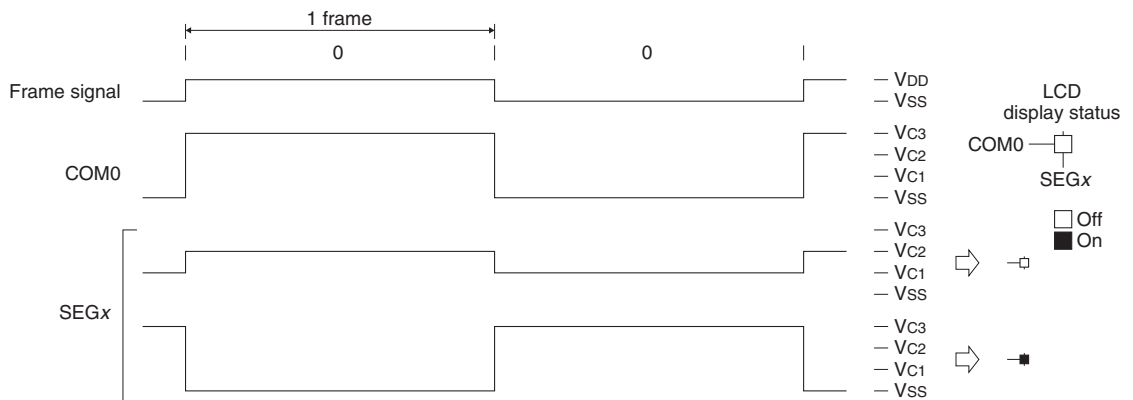 1 frame
0 0
Frame signal
VDD
VSS
COM0
VC3
VC2
VC1
VSS
SEGx
VC3
VC2
VC1
VSS
VC3
VC2
VC1
VSS
LCD
display status
COM0
SEGx
Off
On